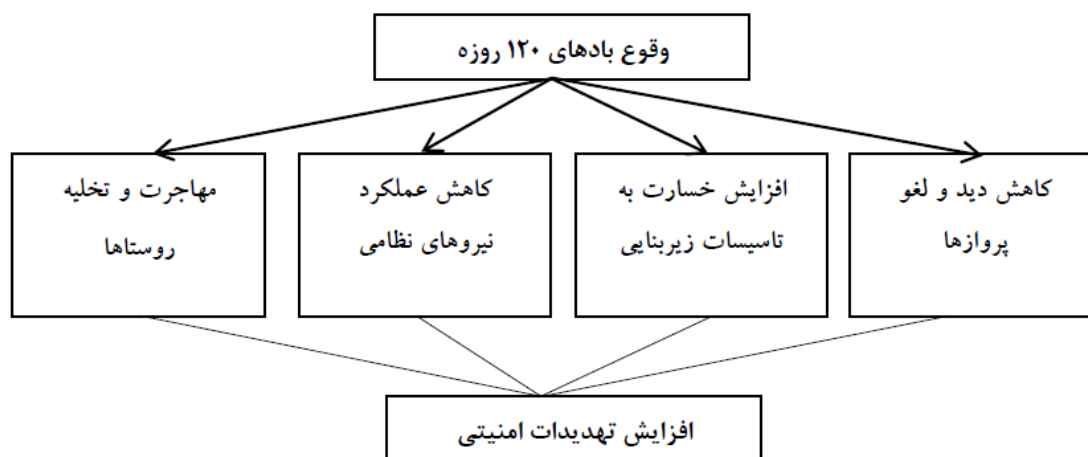 وقوع بادهای ۱۲۰ روزه
کاهش دید و لغو
پروازها
افزایش خسارت به
تاسیسات زیربنایی
کاهش عملکرد
نیروهای نظامی
مهاجرت و تخلیه
روستاها
افزایش تهدیدات امنیتی